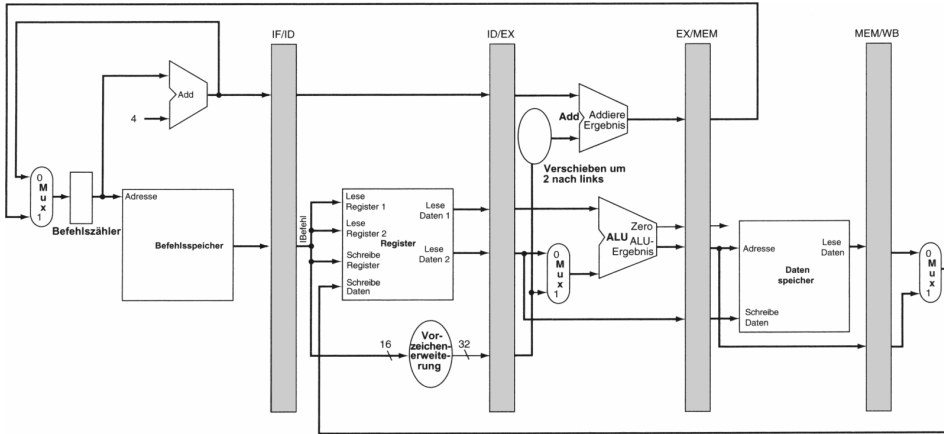 IF/ID
ID/EX
EX/MEM
MEM/WB
Add
4
0
M
u
x
1
Befehlszähler
Adresse
Befehlsspeicher
IBefehl
Lese
Register 1
Lese
Register 2
Schreibe
Register
Schreibe
Daten
Register
Lese
Daten 1
Lese
Daten 2
16
Vor-
zeichen-
erweite-
rung
32
Add
Addiere
Ergebnis
Verschieben um
2 nach links
0
M
u
x
1
ALU
Zero
ALU-
Ergebnis
Adresse
Lese
Daten
Daten
speicher
Schreibe
Daten
0
M
u
x
1